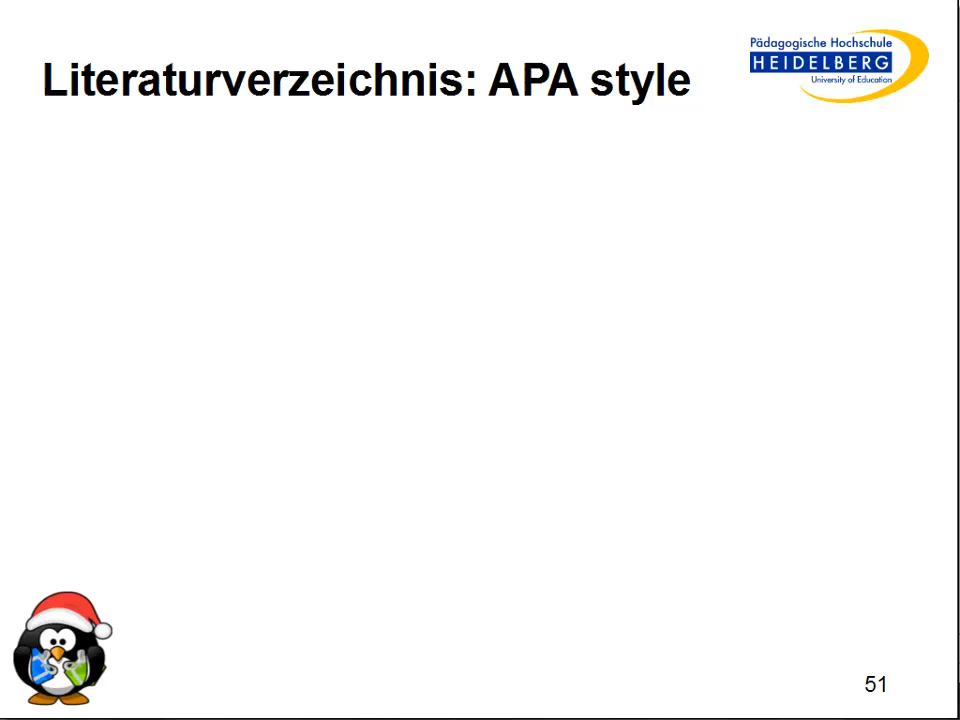 Literaturverzeichnis: APA style
Pädagogische Hochschule
HEIDELBERG
University of Education
51